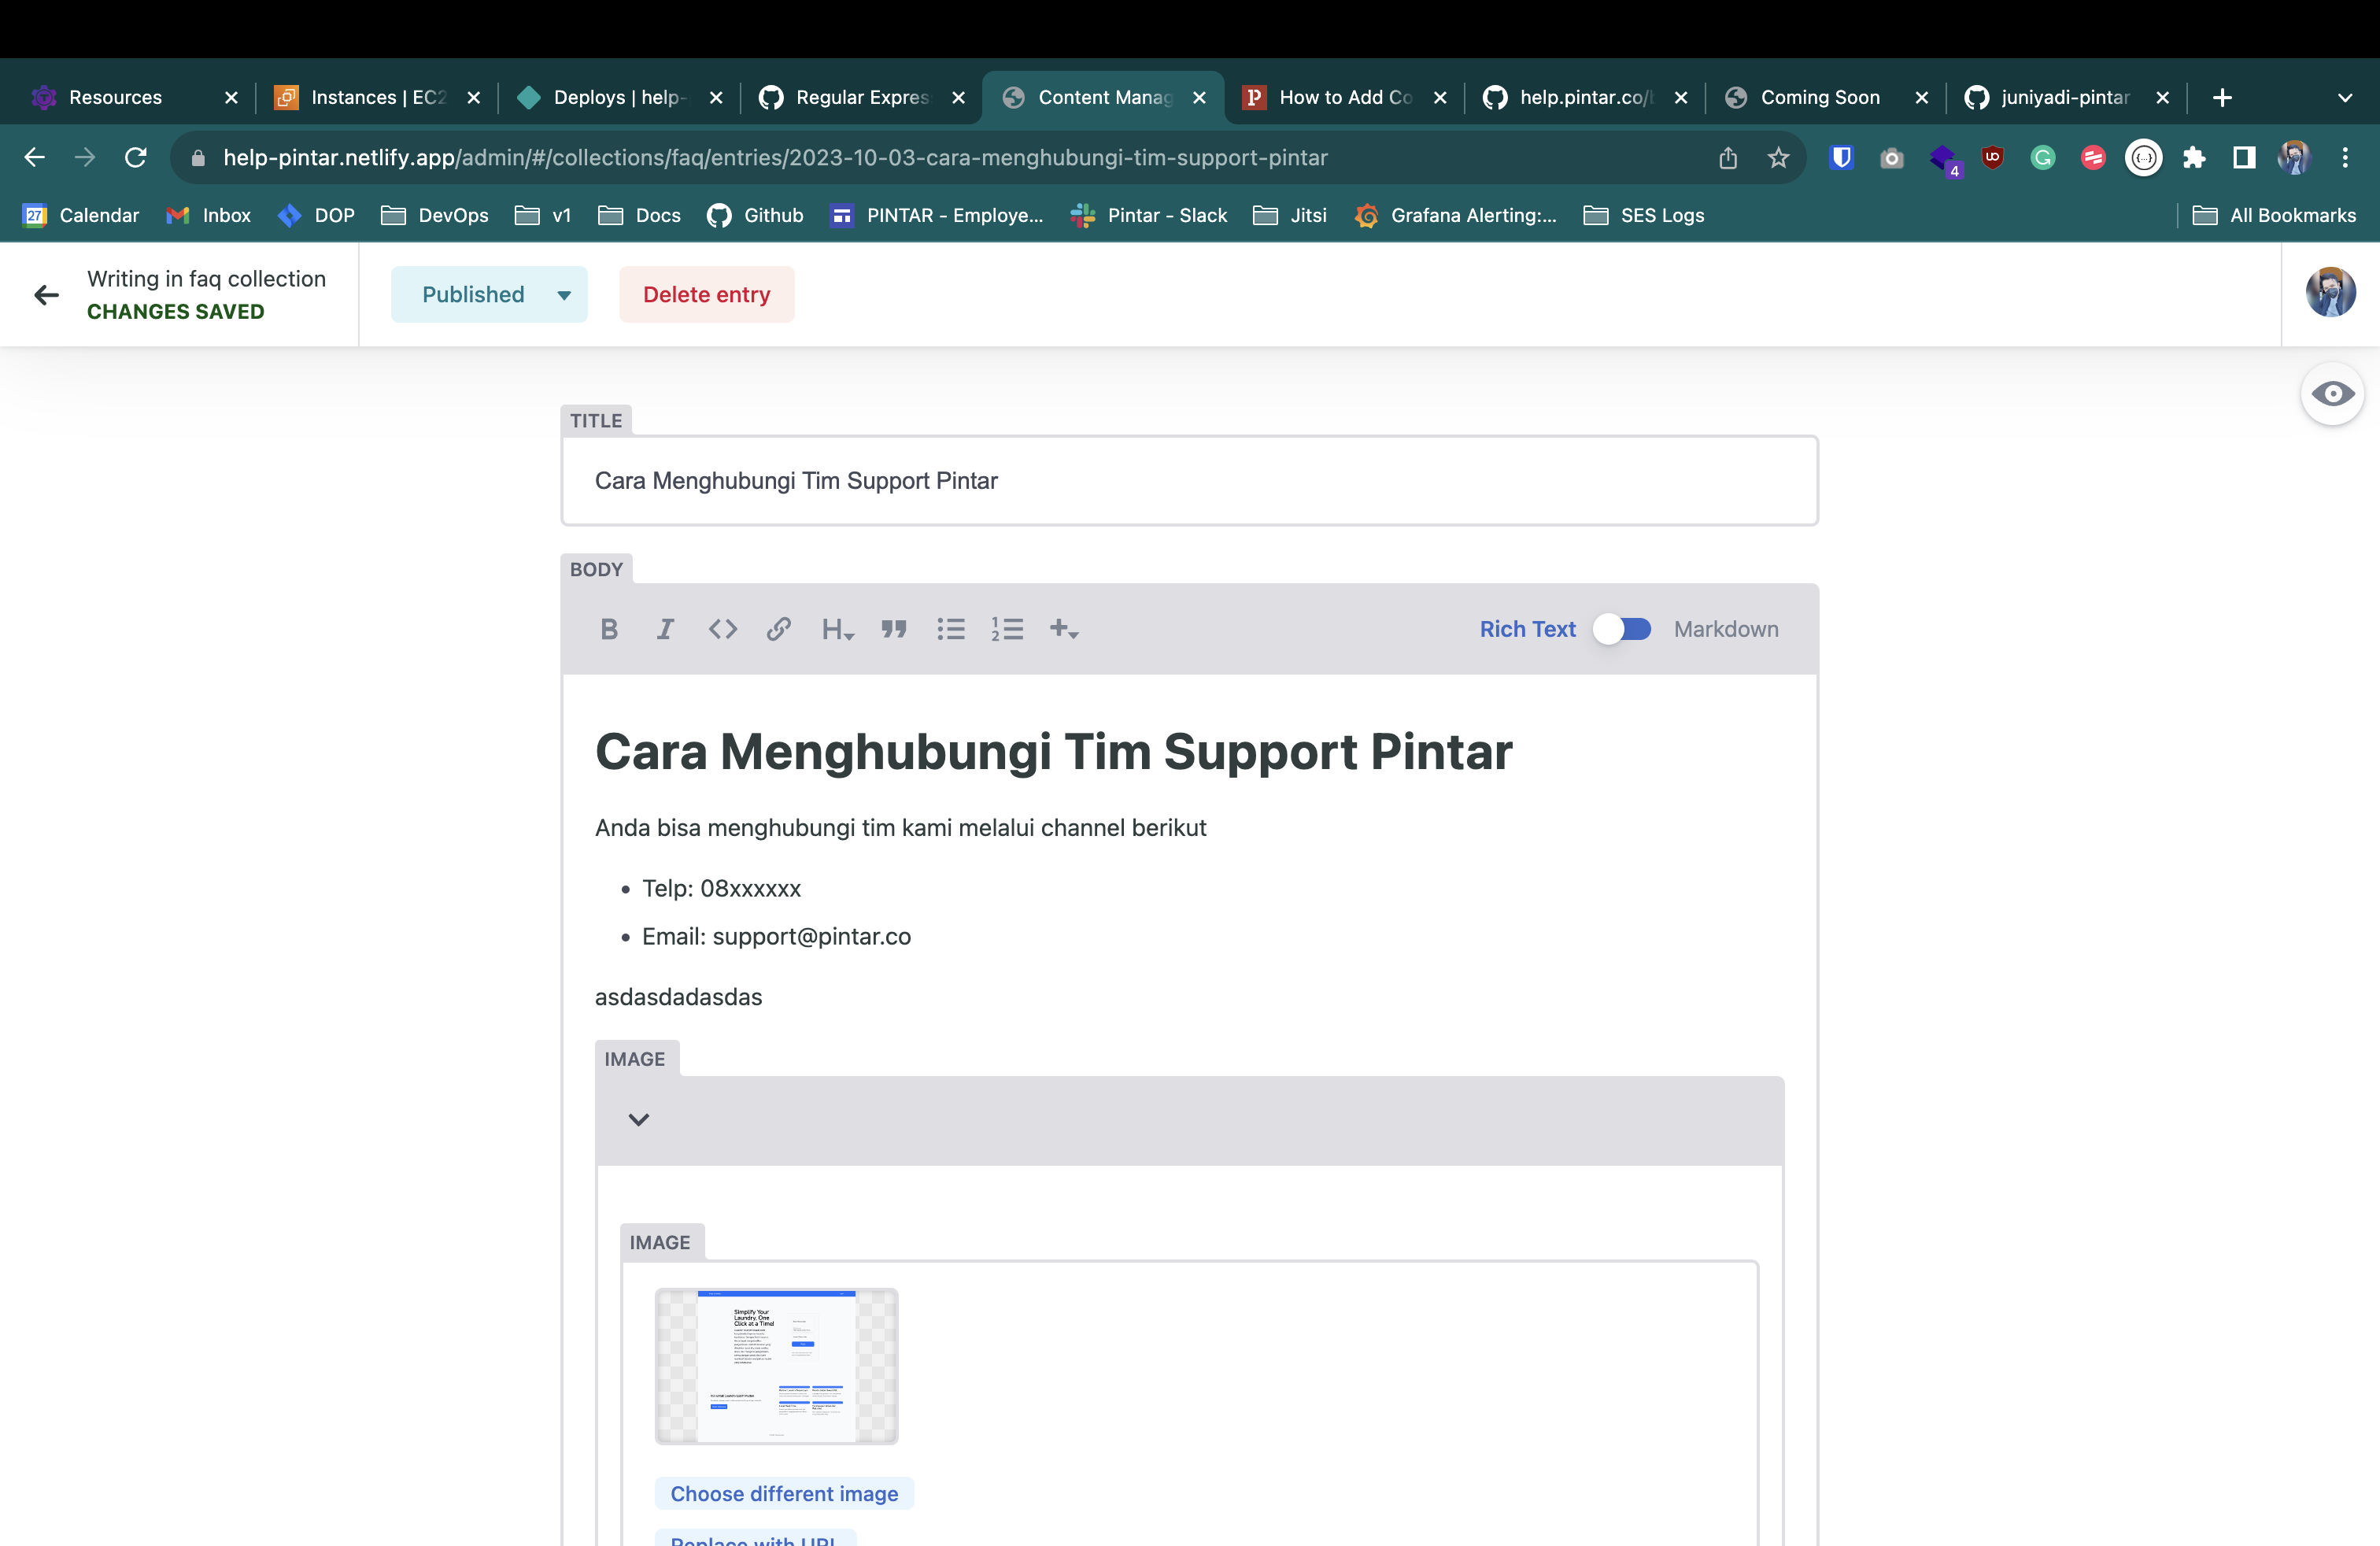 Resources
Instances | EC2
Deploys | help-
Regular Expres
Content Manag
How to Add Co
help.pintar.co/
Coming Soon
juniyadi-pintar
help-pintar.netlify.app/admin/#/collections/faq/entries/2023-10-03-cara-menghubungi-tim-support-pintar
4
27 Calendar
Inbox
DOP
DevOps
v1
Docs
Github
PINTAR - Employe...
Pintar - Slack
Jitsi
Grafana Alerting:...
SES Logs
All Bookmarks
Writing in faq collection
CHANGES SAVED
Published
Delete entry
TITLE
Cara Menghubungi Tim Support Pintar
BODY
Rich Text
Markdown
Cara Menghubungi Tim Support Pintar
Anda bisa menghubungi tim kami melalui channel berikut
• Telp: 08xxxxxx
• Email: support@pintar.co
asdasdadasdas
IMAGE
IMAGE
Simplify Your
Laundry. One
Click at a Time!
Choose different image
Replace with URL